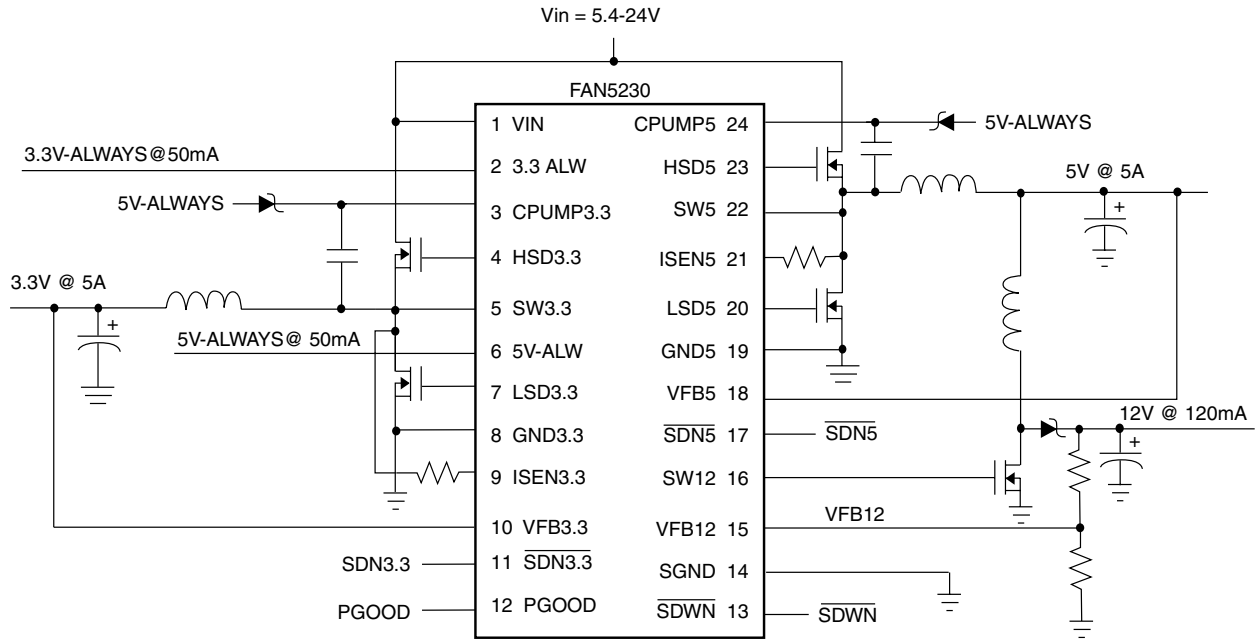 Vin = 5.4-24V
FAN5230
1 VIN
CPUMP5 24
5V-ALWAYS
3.3V-ALWAYS@50mA
2 3.3 ALW
HSD5 23
5V @ 5A
5V-ALWAYS
3 CPUMP3.3
SW5 22
4 HSD3.3
ISEN5 21
3.3V @ 5A
+
5 SW3.3
LSD5 20
+
5V-ALWAYS@ 50mA
6 5V-ALW
GND5 19
7 LSD3.3
VFB5 18
12V @ 120mA
8 GND3.3
SDN5 17
SDN5
+
9 ISEN3.3
SW12 16
10 VFB3.3
VFB12 15
VFB12
SDN3.3
11 SDN3.3
SGND 14
PGOOD
12 PGOOD
SDWN 13
SDWN